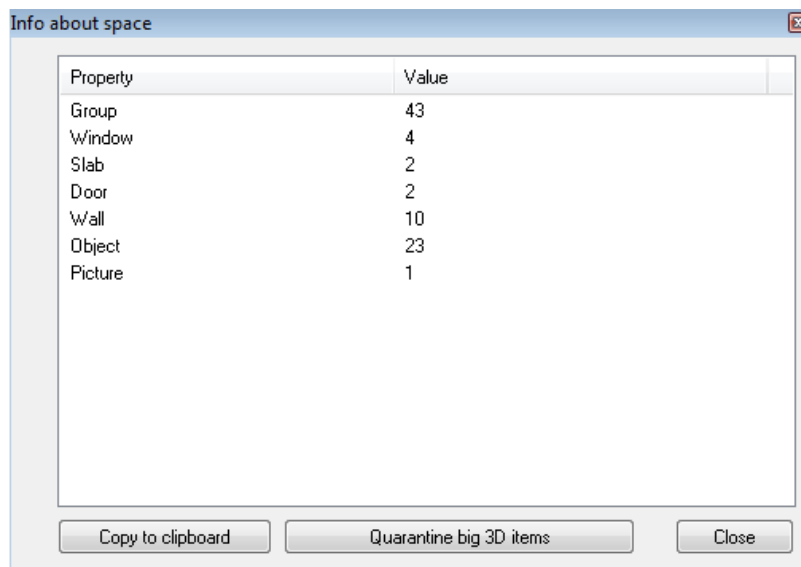 Info about space
Property Value
Group 43
Window 4
Slab 2
Door 2
Wall 10
Object 23
Picture 1
Copy to clipboard Quarantine big 3D items Close